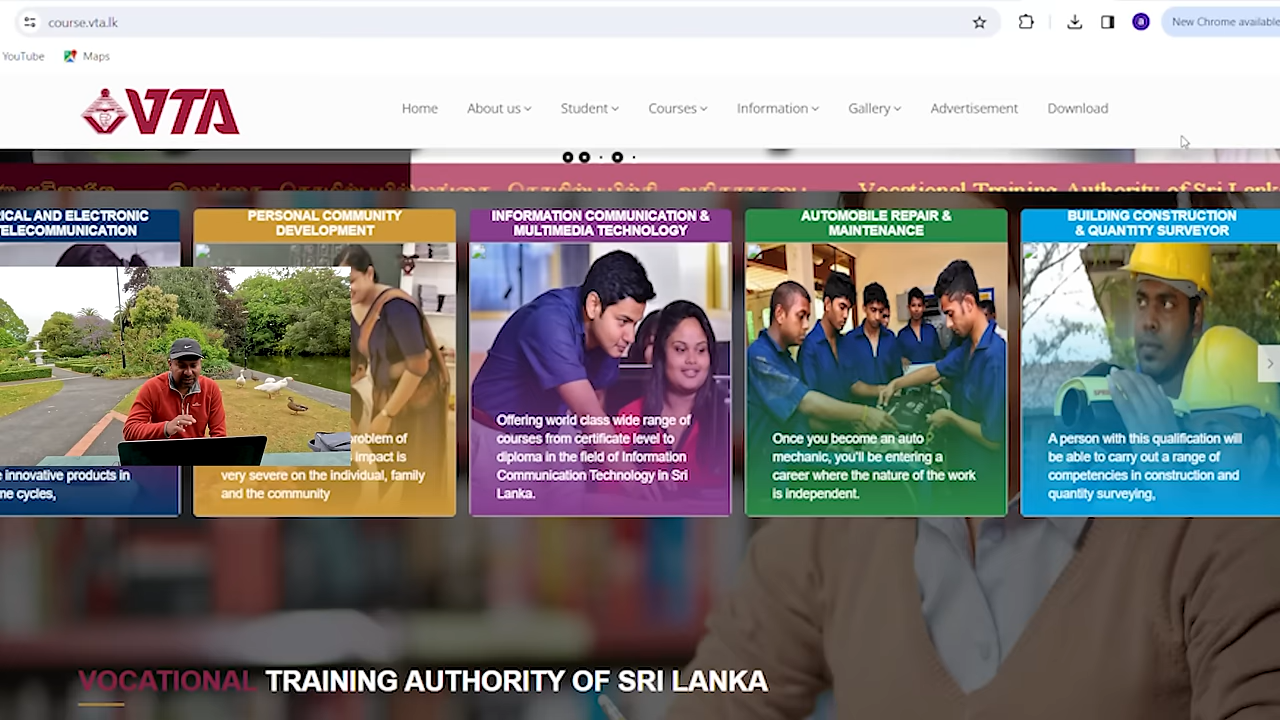 course.vta.lk
New Chrome available
YouTube
Maps
VTA
Home
About us
Student
Courses
Information
Gallery
Advertisement
Download
Vocational Training Authority of Sri
ICAL AND ELECTRONIC
ELECOMMUNICATION
PERSONAL COMMUNITY
DEVELOPMENT
INFORMATION COMMUNICATION &
MULTIMEDIA TECHNOLOGY
AUTOMOBILE REPAIR &
MAINTENANCE
BUILDING CONSTRUCTION
& QUANTITY SURVEYOR
innovative products in
cycles,
problem of
impact is
very severe on the individual, family
and the community
Offering world class wide range of
courses from certificate level to
diploma in the field of Information
Communication Technology in Sri
Lanka.
Once you become an auto
mechanic, you'll be entering a
career where the nature of the work
is independent.
A person with this qualification will
be able to carry out a range of
competencies in construction and
quantity surveying,
VOCATIONAL TRAINING AUTHORITY OF SRI LANKA